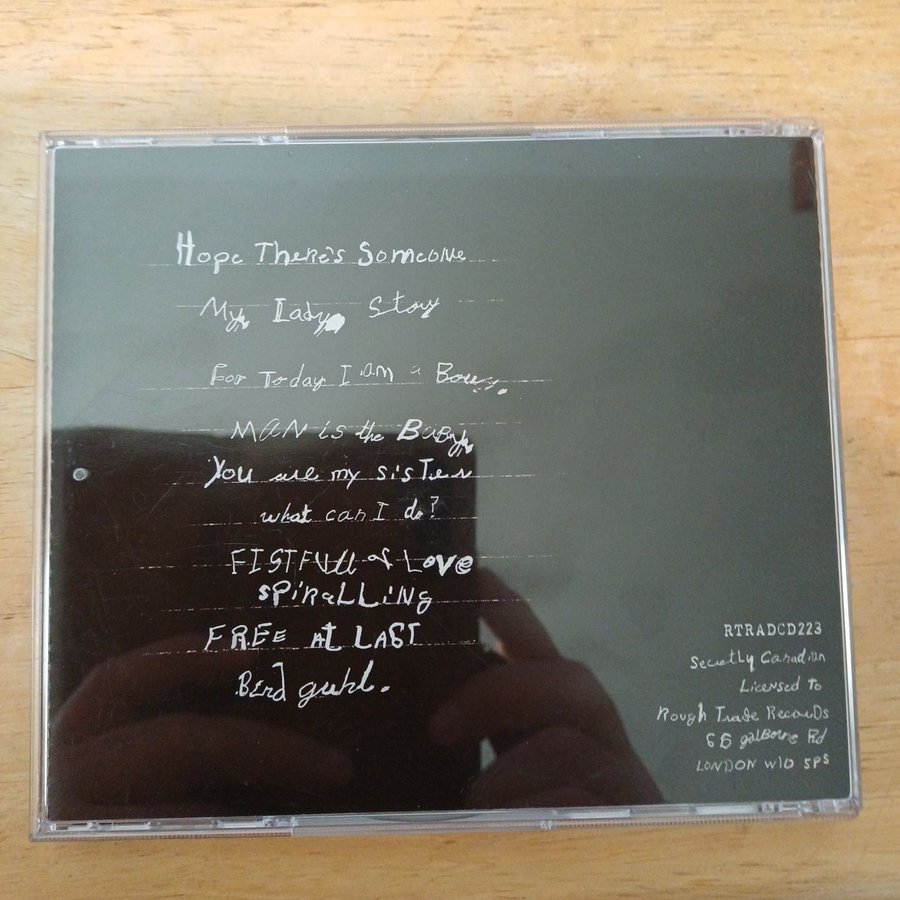 Hope There's Someone
My Lady Story
For Today I am a Boy
MAN is the Baby
You are my sister
what can I do?
FISTFULL of Love
SPiRaLLiNg
FREE AT LAST
Berd guhl.
RTRADCD223
Secretly Canadian
Licensed to
Rough Trade Records
66 golborne Rd
LONDON W10 5PS